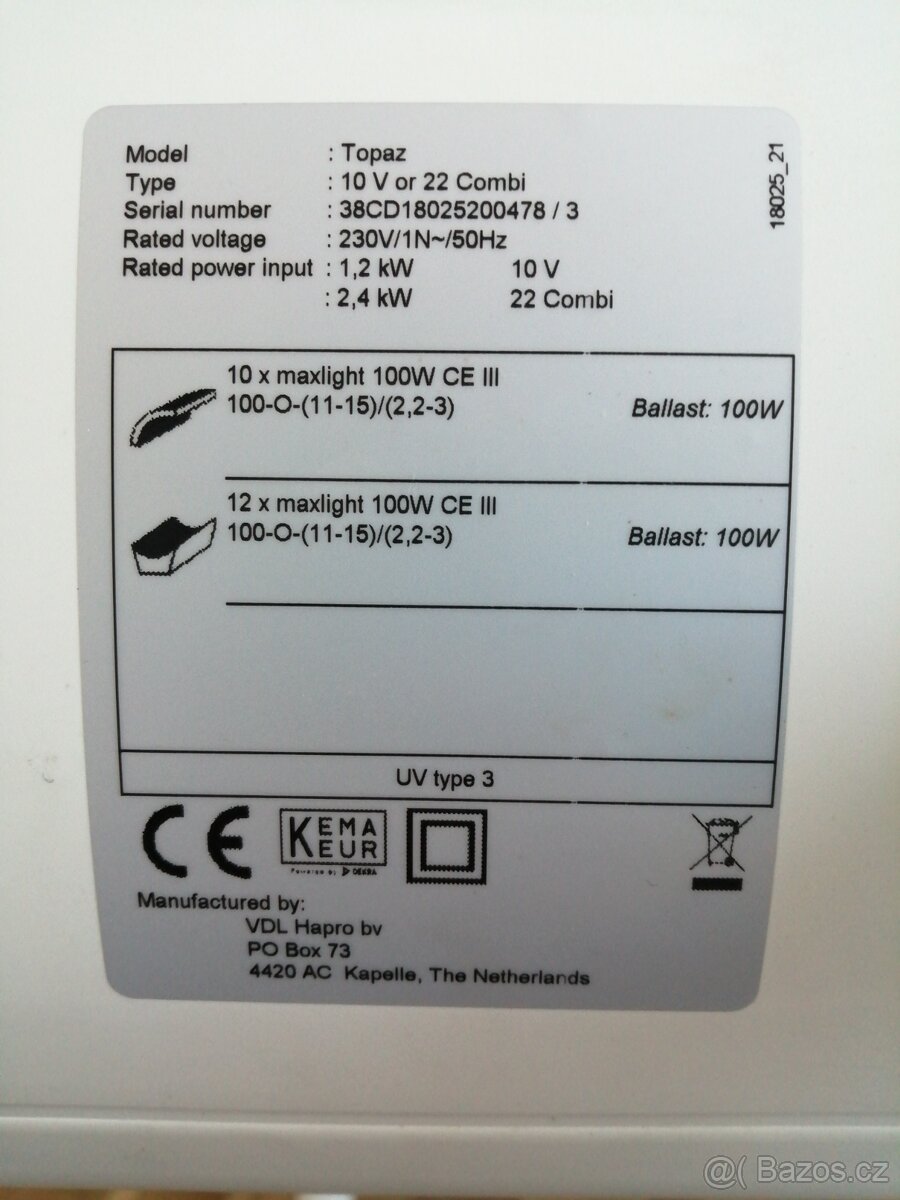 Model : Topaz
Type : 10 V or 22 Combi
Serial number : 38CD18025200478 / 3
Rated voltage : 230V/1N~/50Hz
Rated power input : 1,2 kW 10 V
: 2,4 kW 22 Combi
18025_21
10 x maxlight 100W CE III
100-O-(11-15)/(2,2-3) Ballast: 100W
12 x maxlight 100W CE III
100-O-(11-15)/(2,2-3) Ballast: 100W
UV type 3
CE
KEMA
KEUR
Powered by DEKRA
Manufactured by:
VDL Hapro bv
PO Box 73
4420 AC Kapelle, The Netherlands
@( Bazos.cz